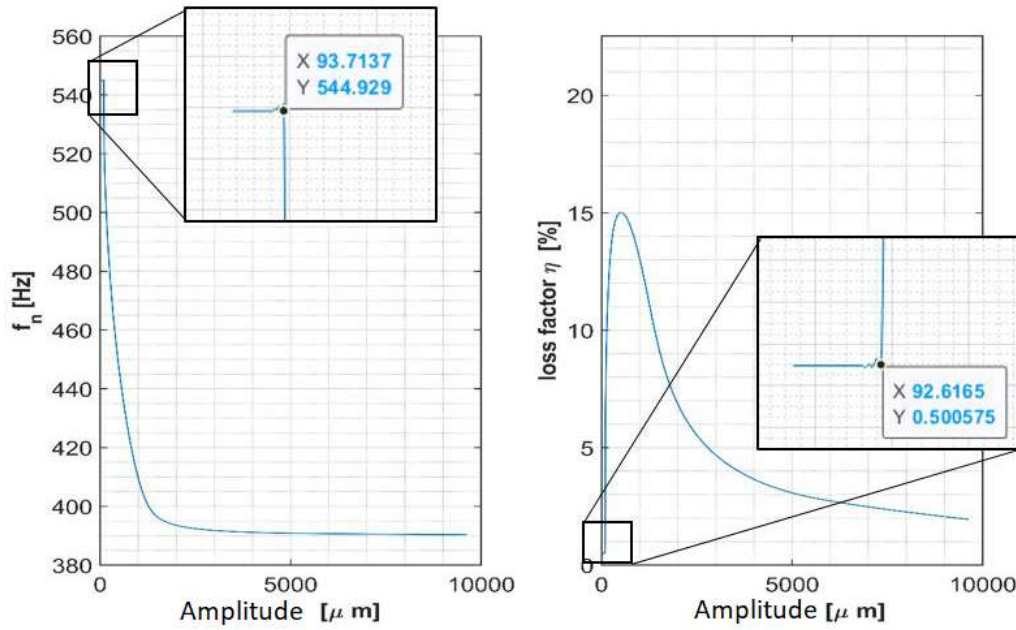 560
540
520
500
480
460
440
420
400
380
f_n [Hz]
X 93.7137
Y 544.929
0
5000
10000
Amplitude [μ m]
20
15
10
5
0
loss factor η [%]
X 92.6165
Y 0.500575
0
5000
10000
Amplitude [μ m]